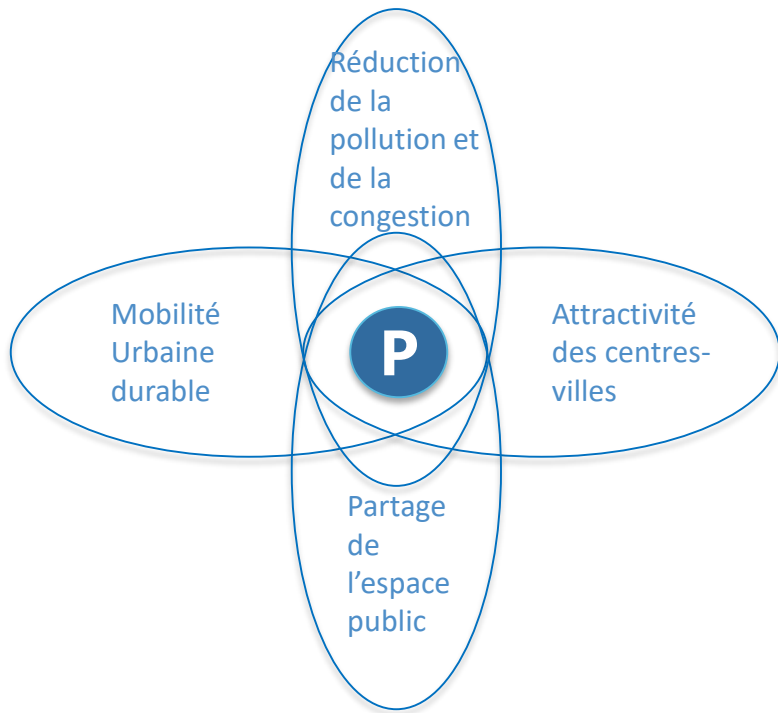 Réduction
de la
pollution et
de la
congestion
Mobilité
Urbaine
durable
P
Attractivité
des centres-
villes
Partage
de
l'espace
public